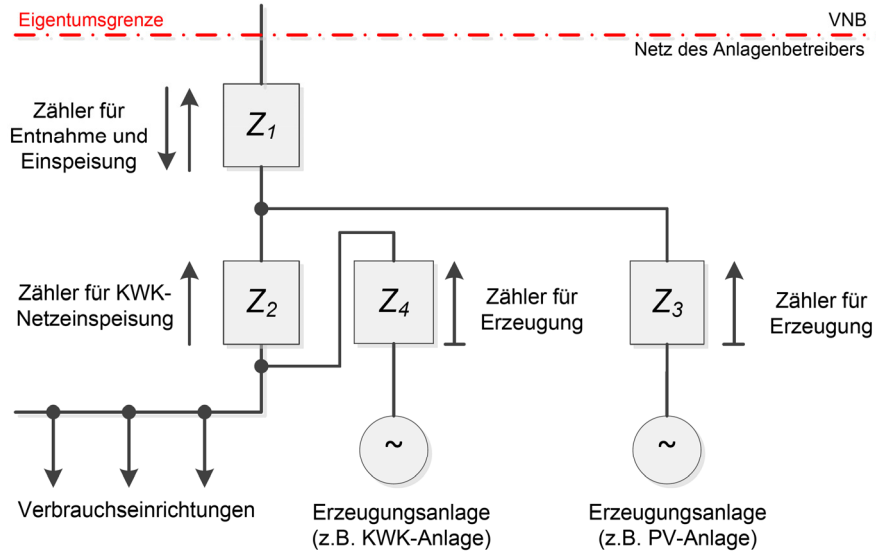 Eigentumsgrenze
VNB
Netz des Anlagenbetreibers
Zähler für
Entnahme und
Einspeisung
Z1
Zähler für KWK-
Netzeinspeisung
Z2
Z4
Zähler für
Erzeugung
Z3
Zähler für
Erzeugung
~
~
Verbrauchseinrichtungen
Erzeugungsanlage
(z.B. KWK-Anlage)
Erzeugungsanlage
(z.B. PV-Anlage)